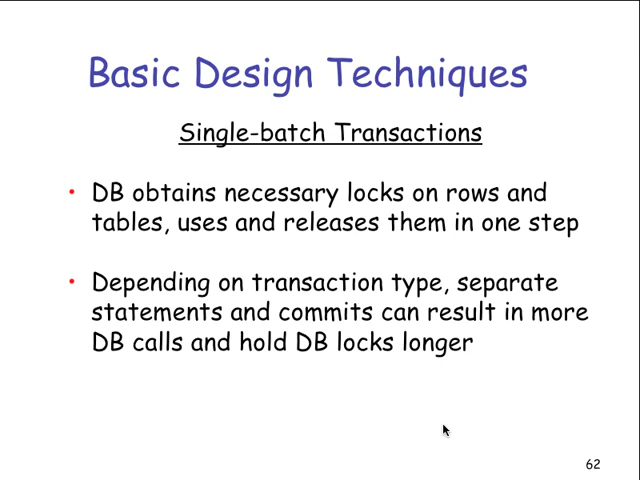 Basic Design Techniques
Single-batch Transactions
• DB obtains necessary locks on rows and
tables, uses and releases them in one step
• Depending on transaction type, separate
statements and commits can result in more
DB calls and hold DB locks longer
62